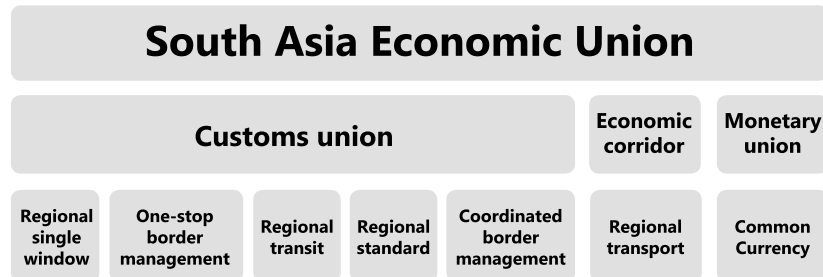 South Asia Economic Union
Customs union
Economic
corridor
Monetary
union
Regional
single
window
One-stop
border
management
Regional
transit
Regional
standard
Coordinated
border
management
Regional
transport
Common
Currency